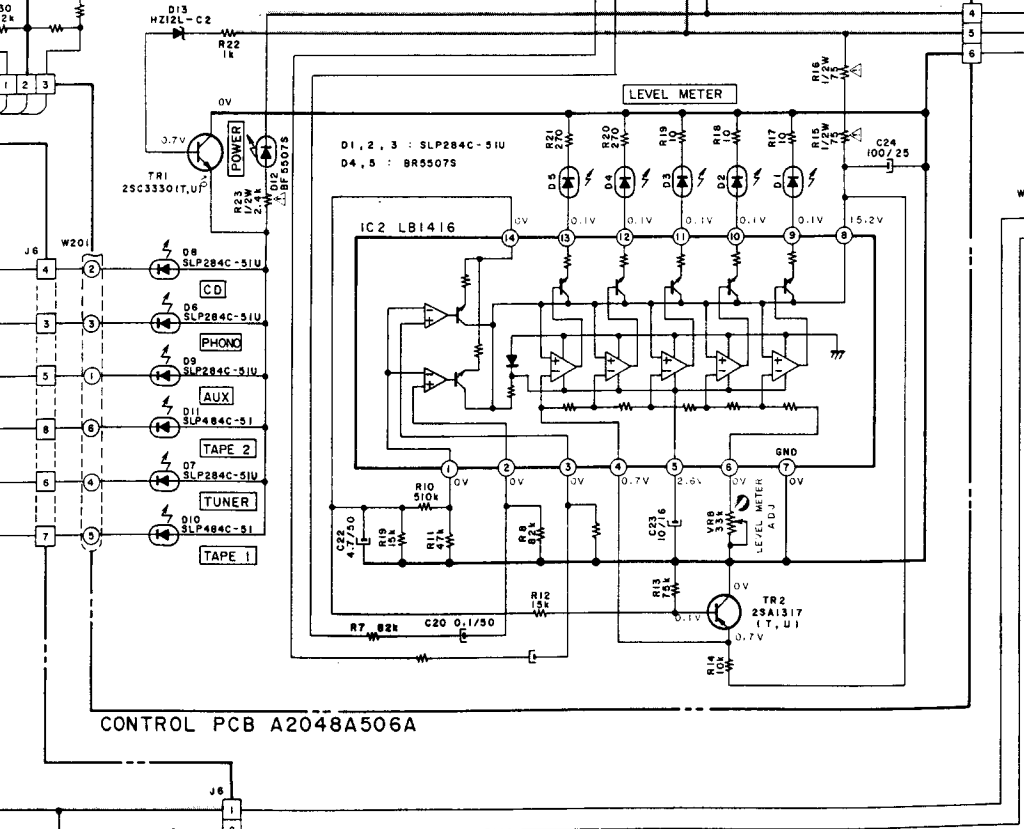 D13
HZ12L-C2
30
2k
R22
1k
4
5
6
1
2
3
0V
0.7V
TR1
2SC3330(T,U)
POWER
D12
BF5507S
R23
1/2W
2.4k
LEVEL METER
D1, 2, 3 : SLP284C-51U
D4, 5 : BR5507S
R21
270
R20
270
R19
10
R18
10
R17
10
R16
1/2W
75
R15
1/2W
75
C24
100/25
D5
D4
D3
D2
D1
0V
0.1V
0.1V
0.1V
0.1V
0.1V
15.2V
IC2 LB1416
14
13
12
11
10
9
8
J6
W201
4
2
D8
SLP284C-51U
CD
3
3
D6
SLP284C-51U
PHONO
5
1
D9
SLP284C-51U
AUX
8
6
D11
SLP484C-51
TAPE 2
6
4
D7
SLP284C-51U
TUNER
7
5
D10
SLP484C-51
TAPE 1
GND
1
2
3
4
5
6
7
0V
0V
0V
0.7V
2.6V
0V
0V
R10
510k
C22
4.7/50
R19
15k
R11
47k
R8
82k
C23
10/16
VR8
33k
LEVEL METER
ADJ
R13
75k
R12
15k
0V
TR2
2SA1317
(T,U)
0.1V
0.7V
R7 82k
C20 0.1/50
R14
10k
CONTROL PCB A2048A506A
J6
1